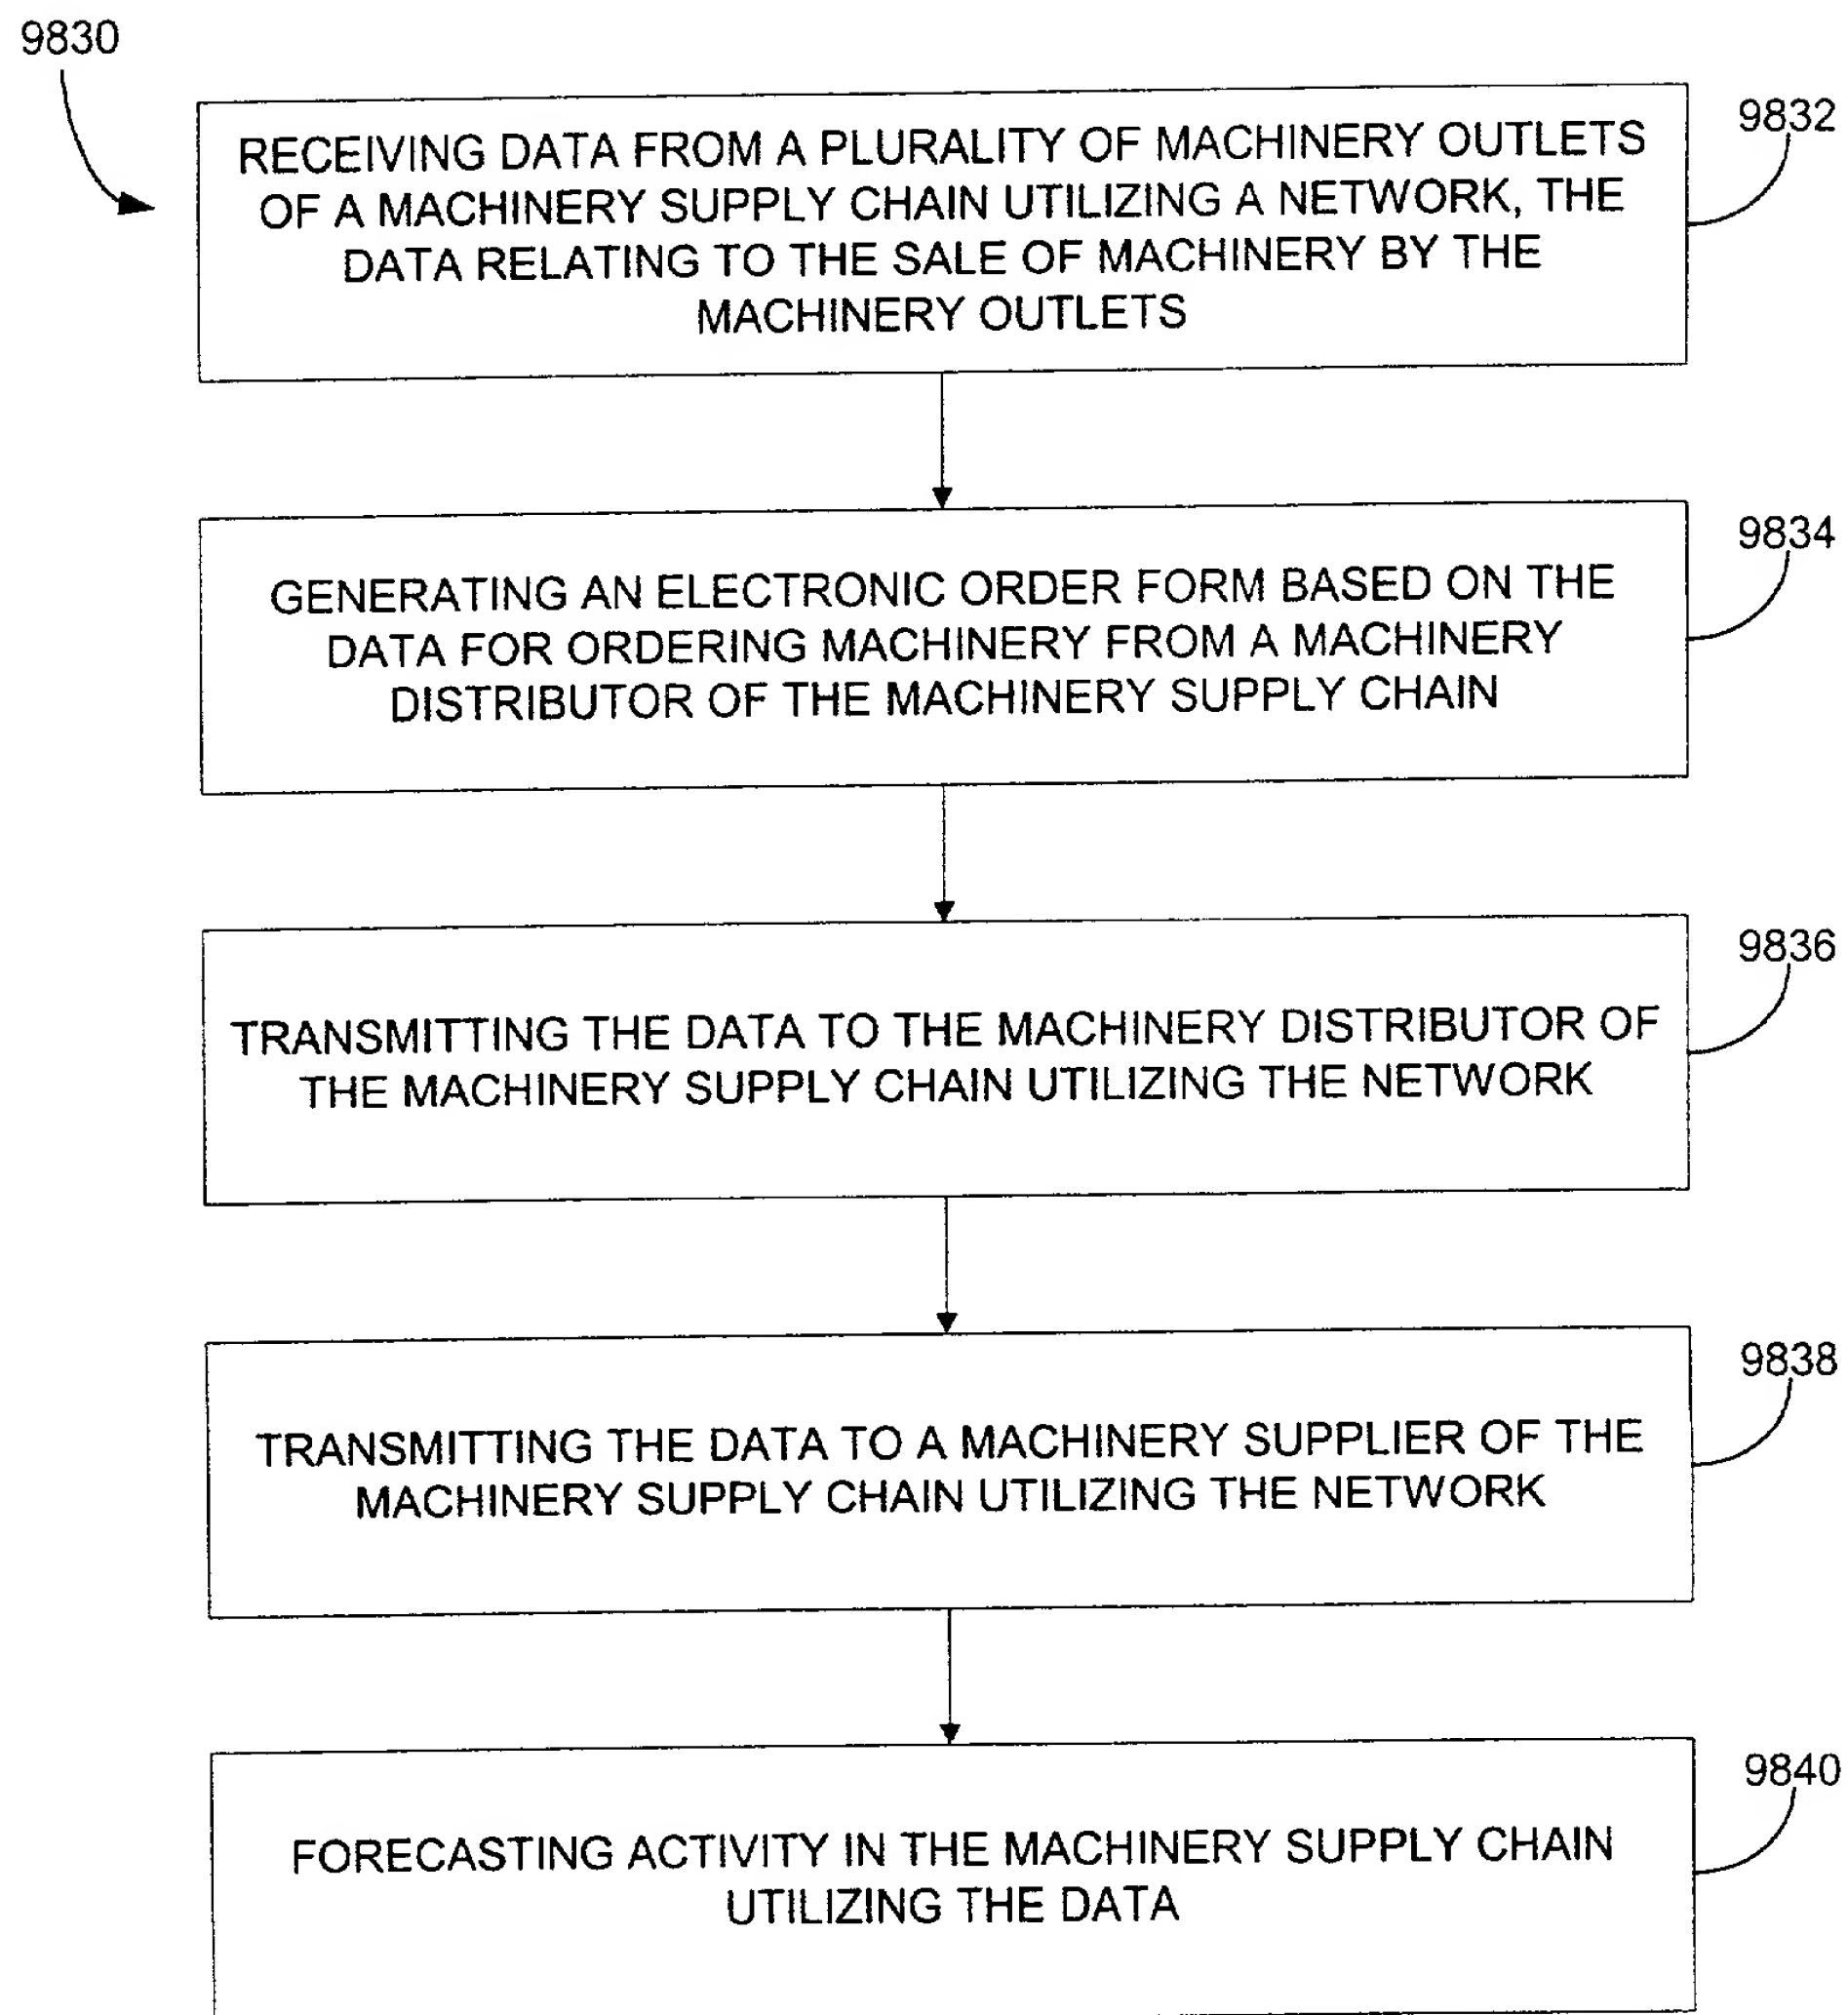 9830
RECEIVING DATA FROM A PLURALITY OF MACHINERY OUTLETS
OF A MACHINERY SUPPLY CHAIN UTILIZING A NETWORK, THE
DATA RELATING TO THE SALE OF MACHINERY BY THE
MACHINERY OUTLETS
9832
GENERATING AN ELECTRONIC ORDER FORM BASED ON THE
DATA FOR ORDERING MACHINERY FROM A MACHINERY
DISTRIBUTOR OF THE MACHINERY SUPPLY CHAIN
9834
TRANSMITTING THE DATA TO THE MACHINERY DISTRIBUTOR OF
THE MACHINERY SUPPLY CHAIN UTILIZING THE NETWORK
9836
TRANSMITTING THE DATA TO A MACHINERY SUPPLIER OF THE
MACHINERY SUPPLY CHAIN UTILIZING THE NETWORK
9838
FORECASTING ACTIVITY IN THE MACHINERY SUPPLY CHAIN
UTILIZING THE DATA
9840